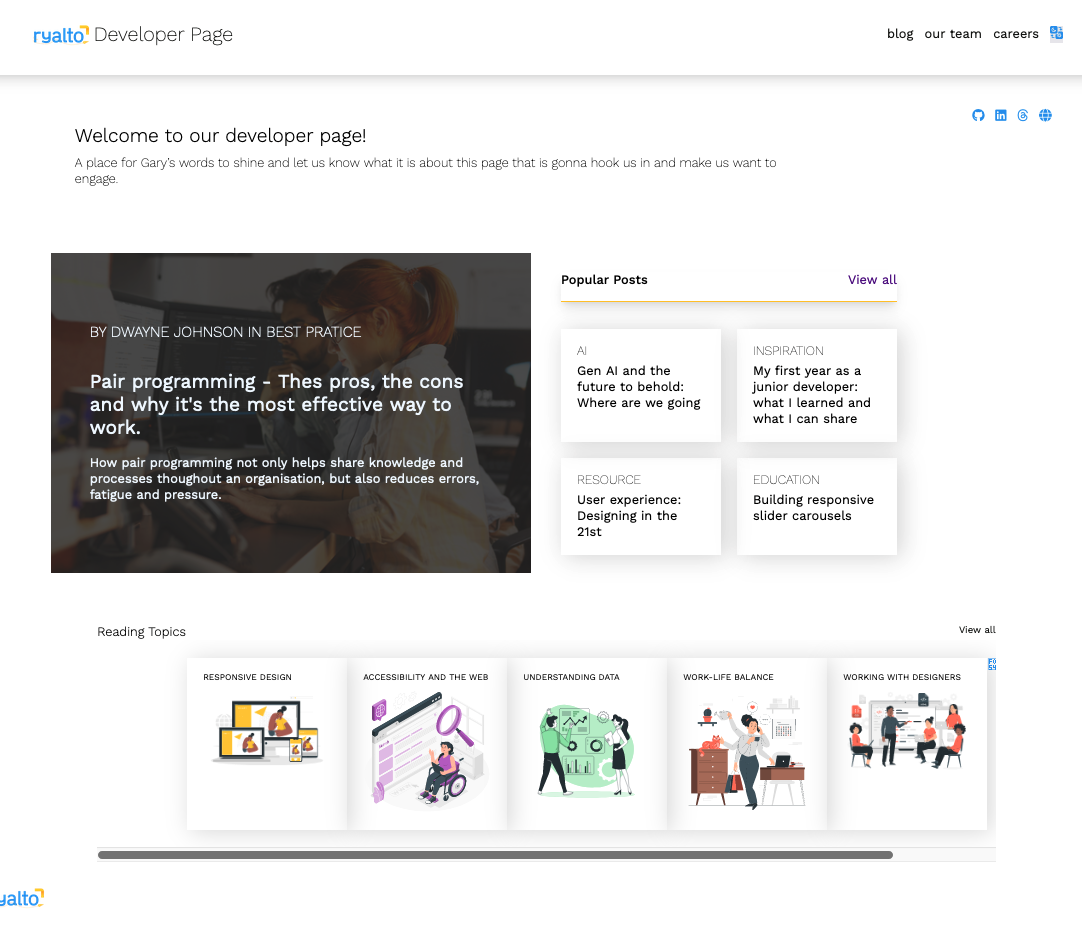 ryalto Developer Page
blog our team careers
Welcome to our developer page!
A place for Gary's words to shine and let us know what it is about this page that is gonna hook us in and make us want to
engage.
BY DWAYNE JOHNSON IN BEST PRATICE
Pair programming - Thes pros, the cons
and why it's the most effective way to
work.
How pair programming not only helps share knowledge and
processes thoughout an organisation, but also reduces errors,
fatigue and pressure.
Popular Posts View all
AI
Gen AI and the
future to behold:
Where are we going
INSPIRATION
My first year as a
junior developer:
what I learned and
what I can share
RESOURCE
User experience:
Designing in the
21st
EDUCATION
Building responsive
slider carousels
Reading Topics View all
RESPONSIVE DESIGN
ACCESSIBILITY AND THE WEB
UNDERSTANDING DATA
WORK-LIFE BALANCE
WORKING WITH DESIGNERS
yalto